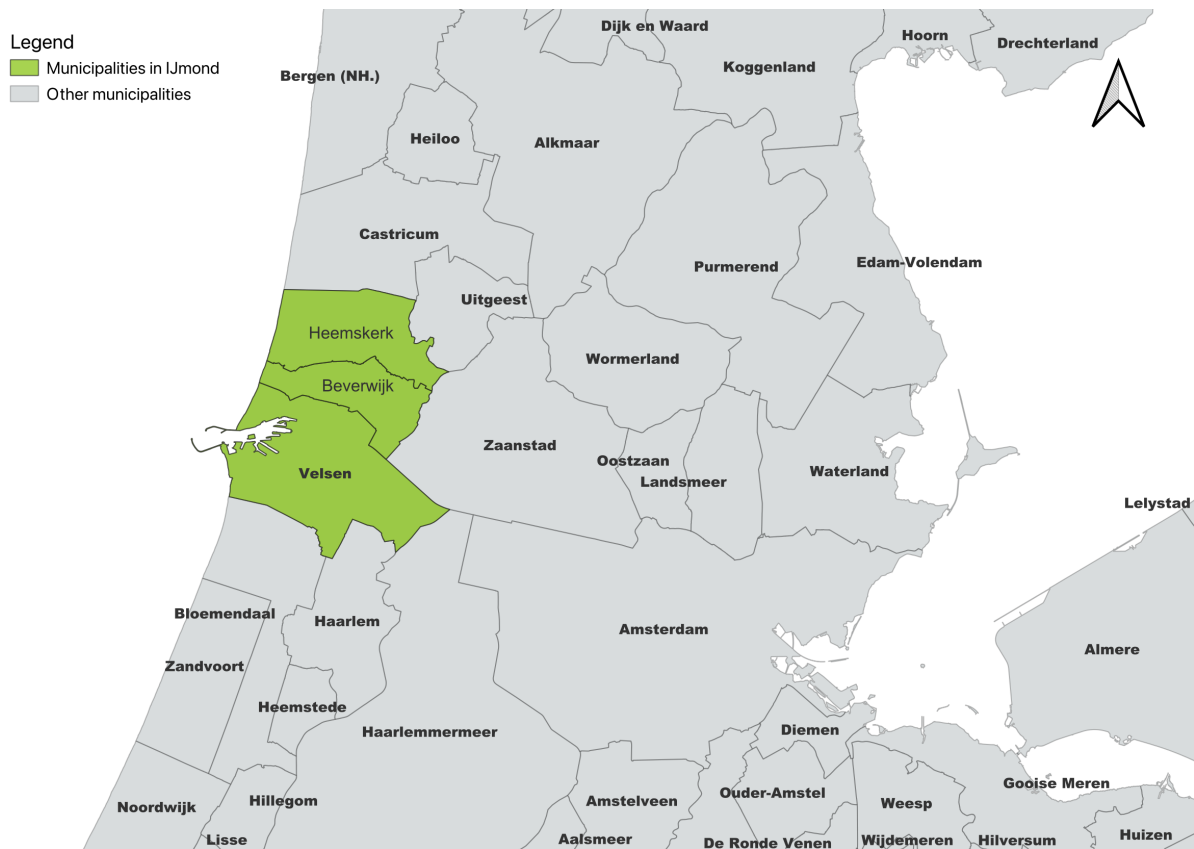 Legend
Municipalities in IJmond
Other municipalities
Dijk en Waard
Hoorn
Drechterland
Koggenland
Bergen (NH.)
Heiloo
Alkmaar
Castricum
Edam-Volendam
Purmerend
Uitgeest
Heemskerk
Wormerland
Beverwijk
Zaanstad
Oostzaan
Waterland
Velsen
Landsmeer
Lelystad
Bloemendaal
Haarlem
Amsterdam
Almere
Zandvoort
Heemstede
Haarlemmermeer
Diemen
Gooise Meren
Ouder-Amstel
Hillegom
Amstelveen
Weesp
Noordwijk
Huizen
Lisse
Aalsmeer
De Ronde Venen
Wijdemeren
Hilversum